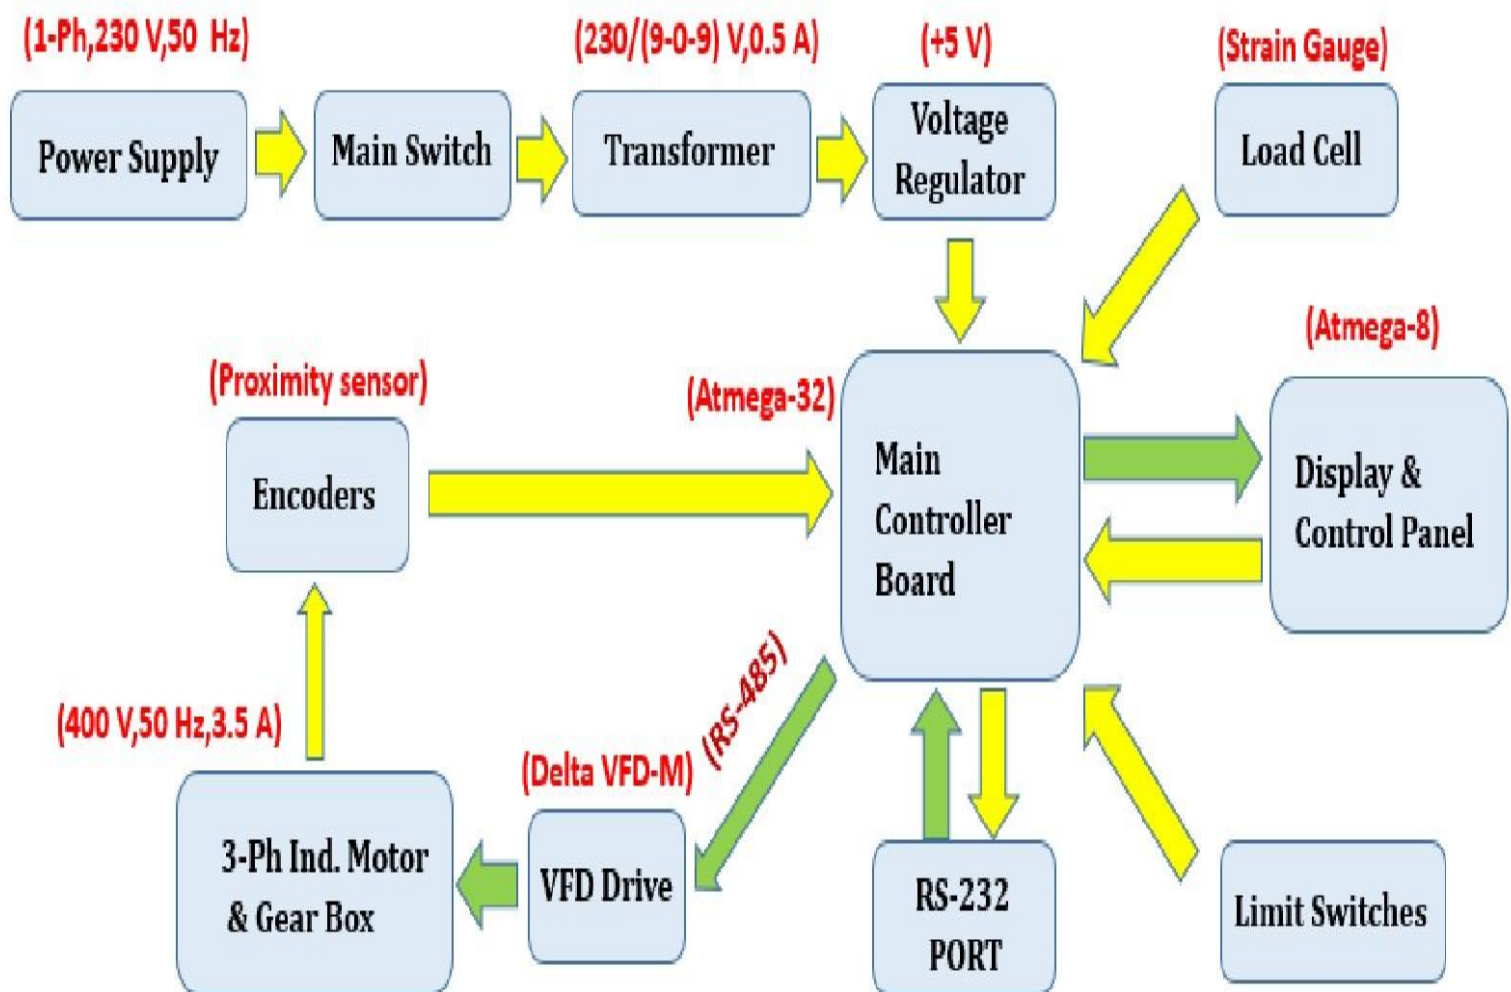 (1-Ph,230 V,50 Hz)
(230/(9-0-9) V,0.5 A)
(+5 V)
(Strain Gauge)
Power Supply
Main Switch
Transformer
Voltage
Regulator
Load Cell
(Atmega-8)
(Proximity sensor)
(Atmega-32)
Encoders
Main
Controller
Board
Display &
Control Panel
(RS-485)
(400 V,50 Hz,3.5 A)
(Delta VFD-M)
3-Ph Ind. Motor
& Gear Box
VFD Drive
RS-232
PORT
Limit Switches